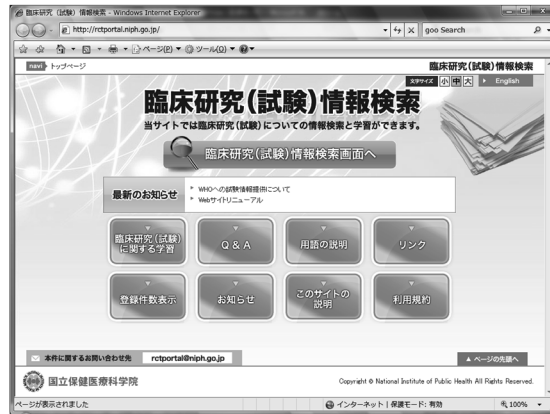 臨床研究（試験）情報検索 - Windows Internet Explorer
http://rctportal.niph.go.jp/
goo Search
ページ(P) ツール(O)
navi トップページ
臨床研究(試験)情報検索
文字サイズ 小 中 大 English
臨床研究(試験)情報検索
当サイトでは臨床研究(試験)についての情報検索と学習ができます。
臨床研究(試験)情報検索画面へ
最新のお知らせ
WHOへの試験情報提供について
Webサイトリニューアル
臨床研究(試験)
に関する学習
Q & A
用語の説明
リンク
登録件数表示
お知らせ
このサイトの
説明
利用規約
本件に関するお問い合わせ先 rctportal@niph.go.jp
▲ ページの先頭へ
国立保健医療科学院
Copyright © National Institute of Public Health All Rights Reserved.
ページが表示されました
インターネット | 保護モード: 有効
100%